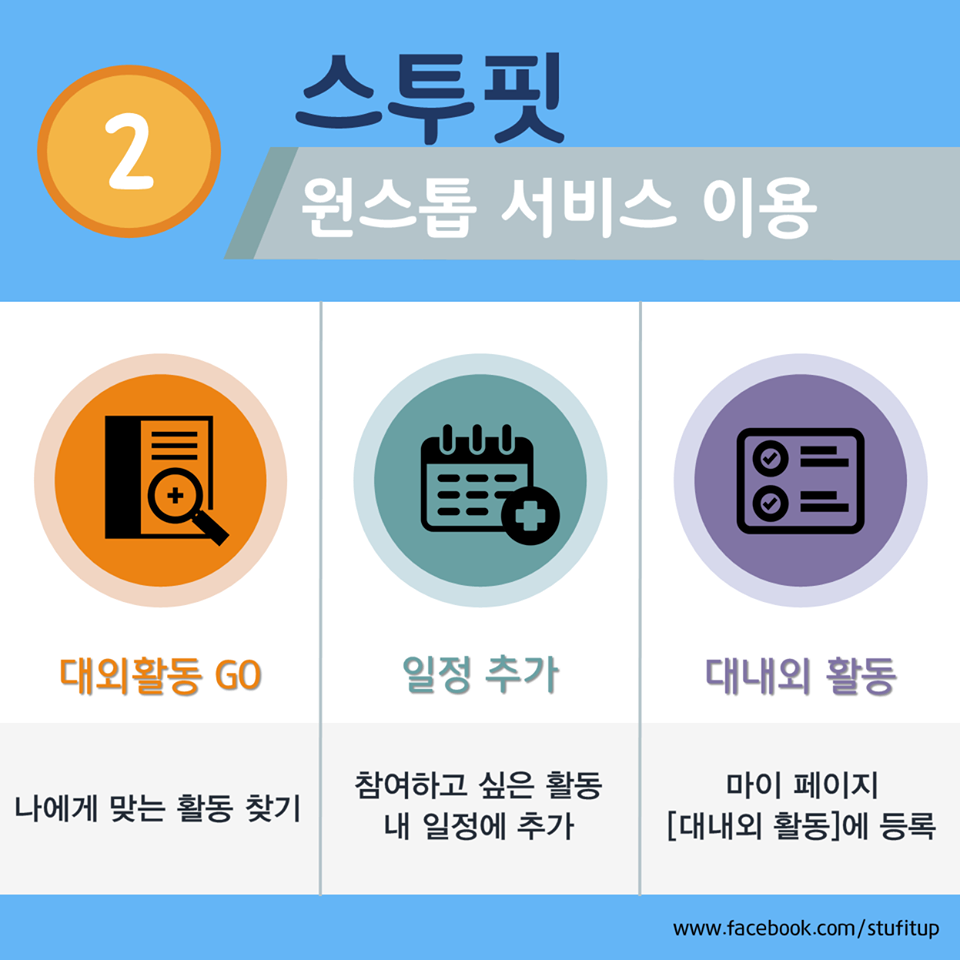 2
스투핏
원스톱 서비스 이용
대외활동 GO
일정 추가
대내외 활동
나에게 맞는 활동 찾기
참여하고 싶은 활동
내 일정에 추가
마이 페이지
[대내외 활동]에 등록
www.facebook.com/stufitup